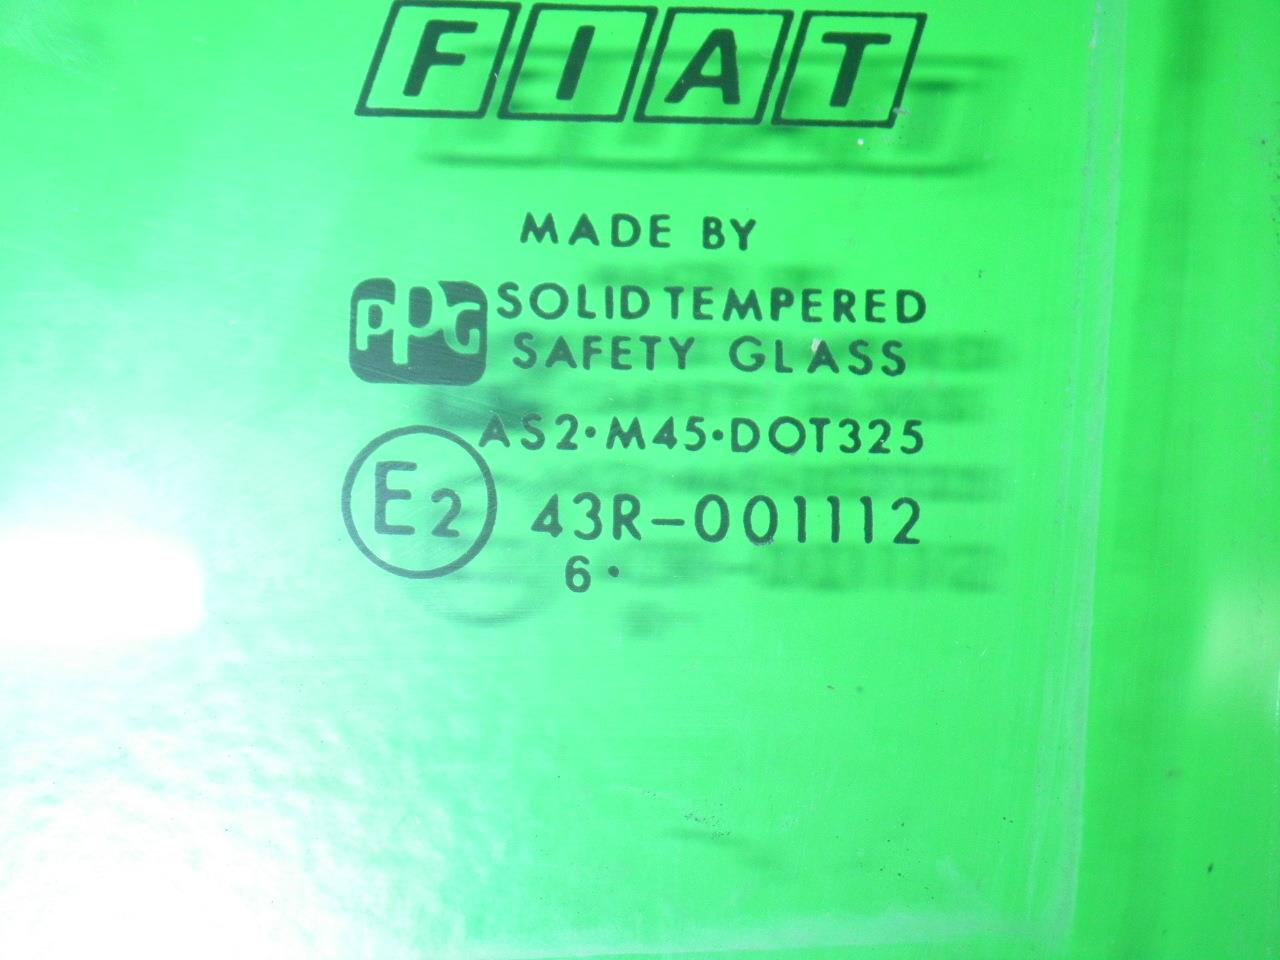 FIAT
MADE BY
PPG SOLID TEMPERED
SAFETY GLASS
AS2·M45·DOT325
E2 43R-001112
6·